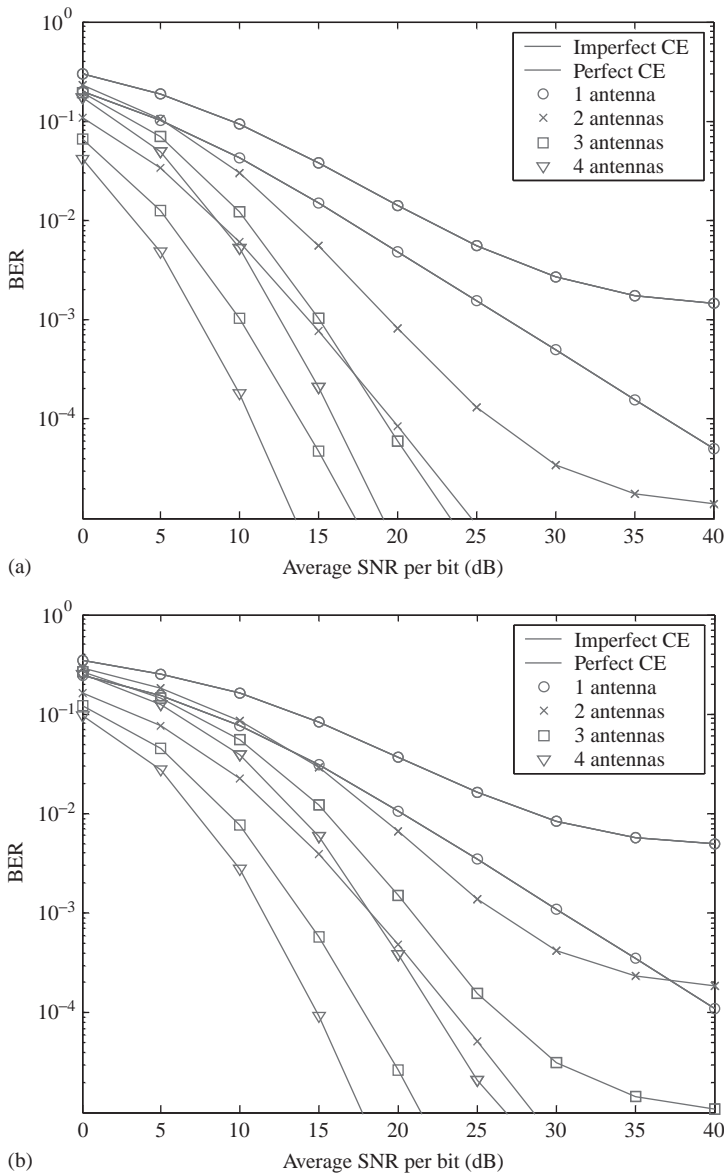 10^0
10^-1
10^-2
10^-3
10^-4
BER
Imperfect CE
Perfect CE
1 antenna
2 antennas
3 antennas
4 antennas
0 5 10 15 20 25 30 35 40
(a) Average SNR per bit (dB)
10^0
10^-1
10^-2
10^-3
10^-4
BER
Imperfect CE
Perfect CE
1 antenna
2 antennas
3 antennas
4 antennas
0 5 10 15 20 25 30 35 40
(b) Average SNR per bit (dB)